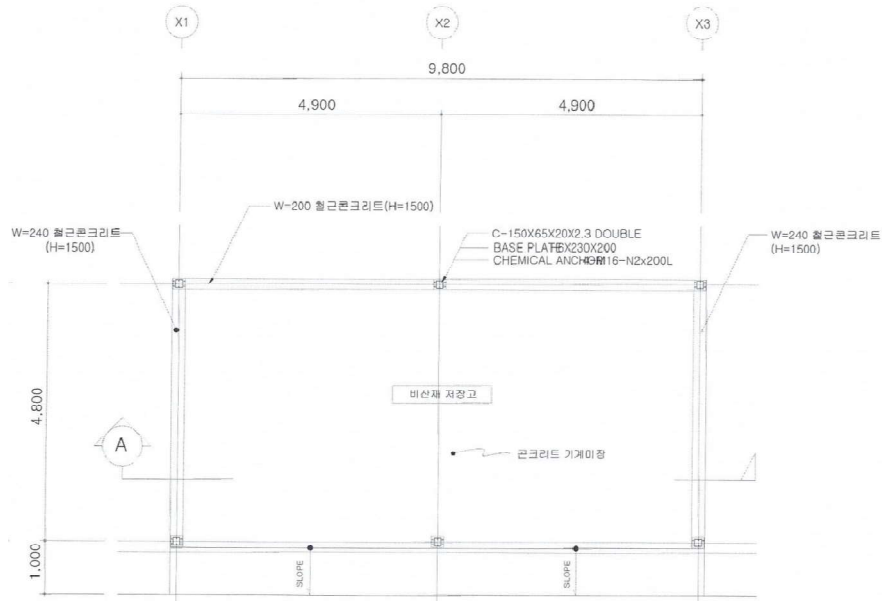 X1
X2
X3
9,800
4,900
4,900
W-200 철근콘크리트(H=1500)
W=240 철근콘크리트
(H=1500)
C-150X65X20X2.3 DOUBLE
BASE PLATE 6X230X200
CHEMICAL ANCHOR 4-M16-N2x200L
W=240 철근콘크리트
(H=1500)
4,800
비산재 저장고
A
콘크리트 기계미장
1,000
SLOPE
SLOPE